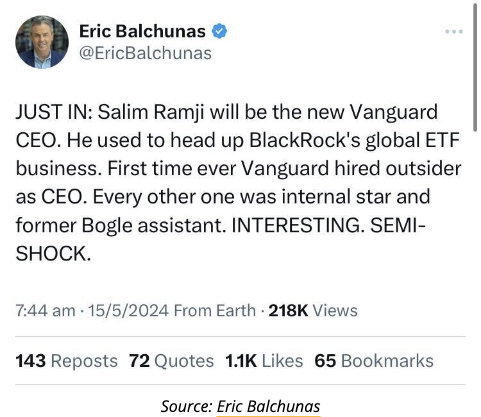 Eric Balchunas
@EricBalchunas
JUST IN: Salim Ramji will be the new Vanguard
CEO. He used to head up BlackRock's global ETF
business. First time ever Vanguard hired outsider
as CEO. Every other one was internal star and
former Bogle assistant. INTERESTING. SEMI-
SHOCK.
7:44 am · 15/5/2024 From Earth · 218K Views
143 Reposts 72 Quotes 1.1K Likes 65 Bookmarks
Source: Eric Balchunas